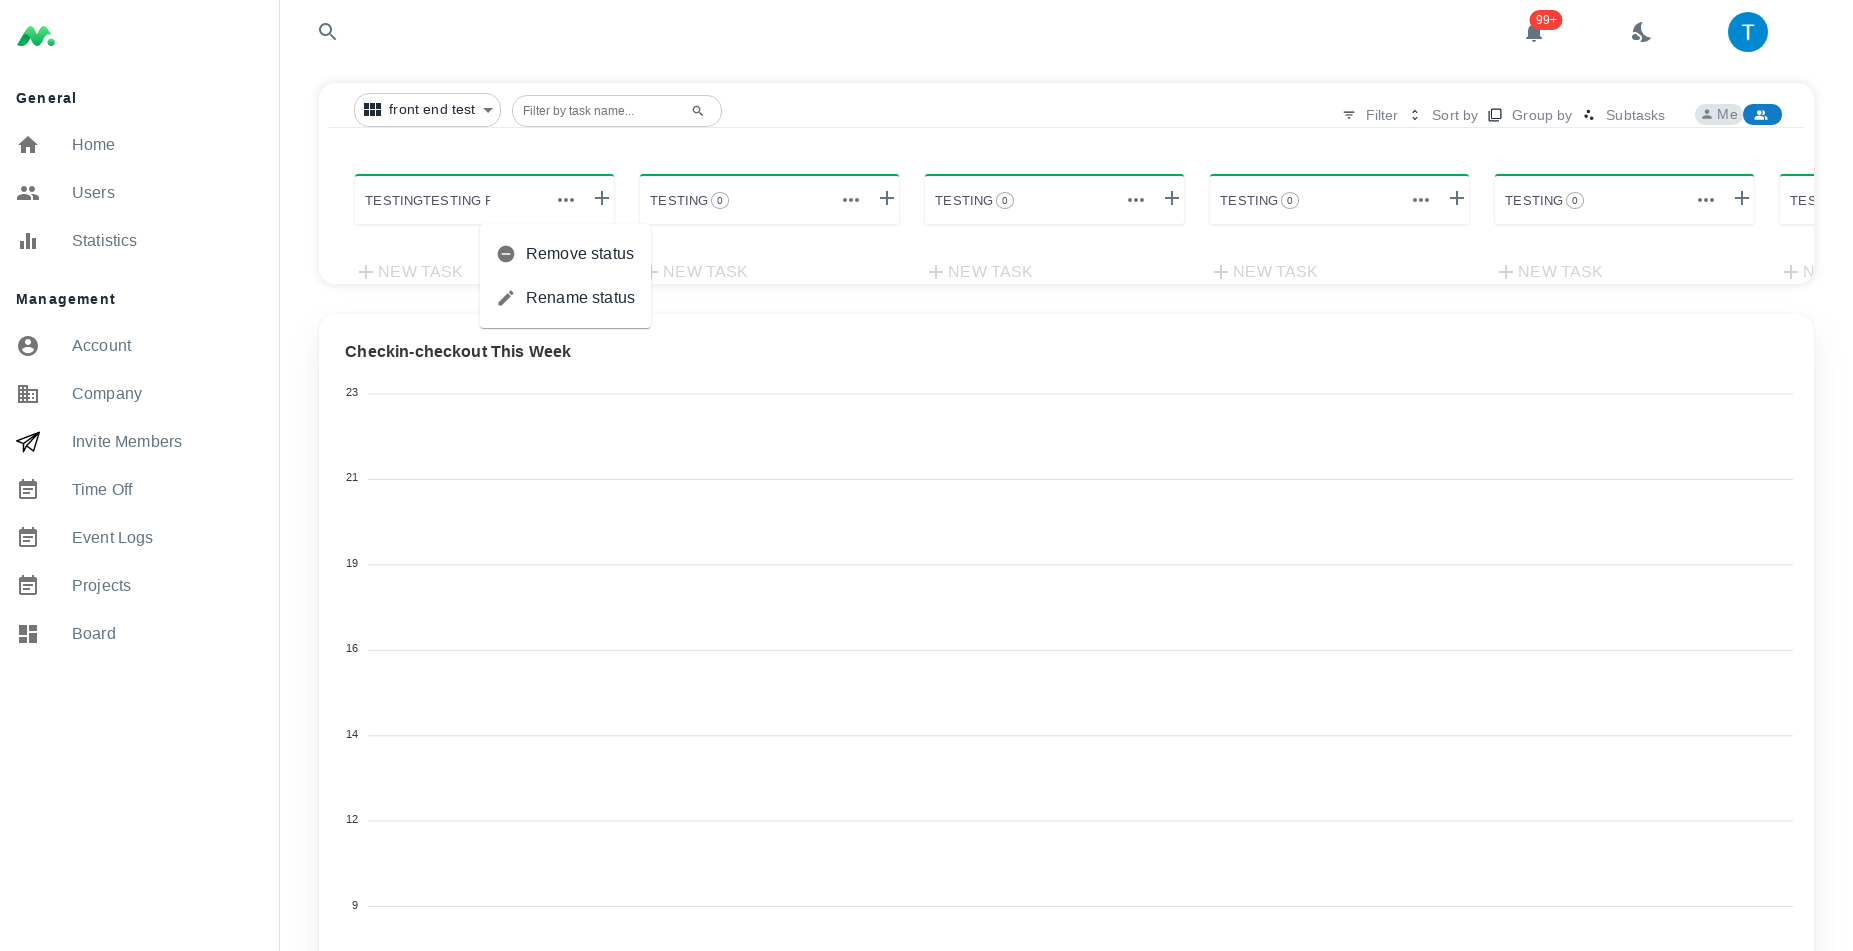 General
Home
Users
Statistics
Management
Account
Company
Invite Members
Time Off
Event Logs
Projects
Board
99+
T
front end test
Filter by task name...
Filter
Sort by
Group by
Subtasks
Me
TESTINGTESTING
TESTING 0
TESTING 0
TESTING 0
TESTING 0
Remove status
Rename status
NEW TASK
NEW TASK
NEW TASK
NEW TASK
NEW TASK
Checkin-checkout This Week
23
21
19
16
14
12
9